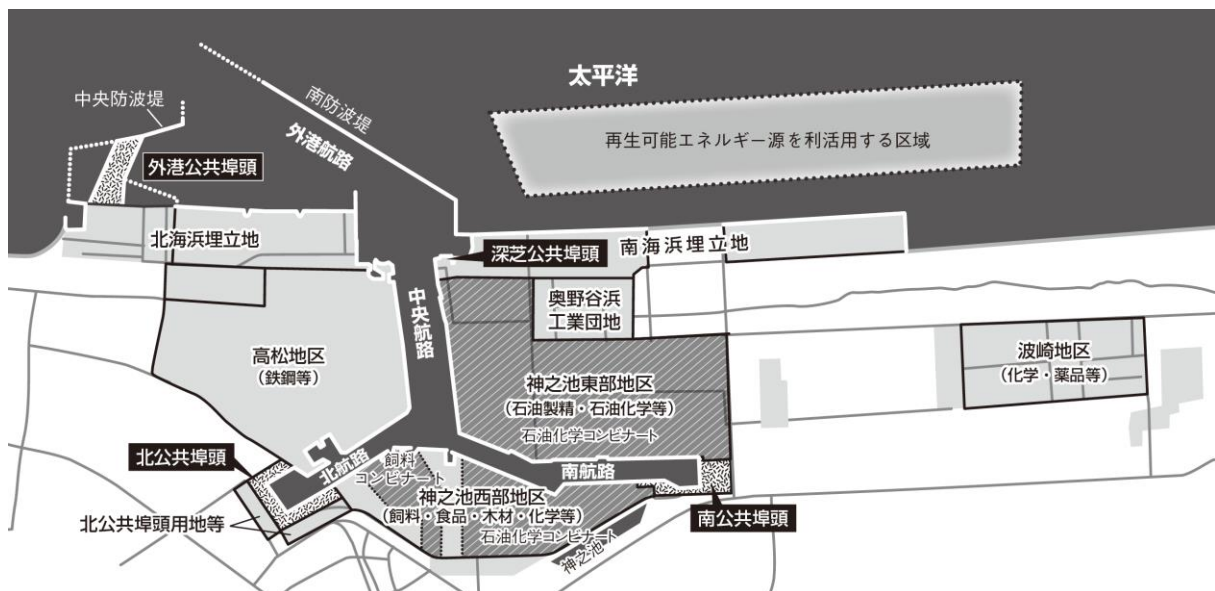 太平洋
中央防波堤
南防波堤
外港航路
再生可能エネルギー源を利活用する区域
外港公共埠頭
北海浜埋立地
深芝公共埠頭
南海浜埋立地
中央航路
奥野谷浜
工業団地
高松地区
(鉄鋼等)
神之池東部地区
(石油製精・石油化学等)
石油化学コンビナート
波崎地区
(化学・薬品等)
北公共埠頭
北航路
飼料
コンビナート
南航路
神之池西部地区
(飼料・食品・木材・化学等)
石油化学コンビナート
北公共埠頭用地等
南公共埠頭
神之池